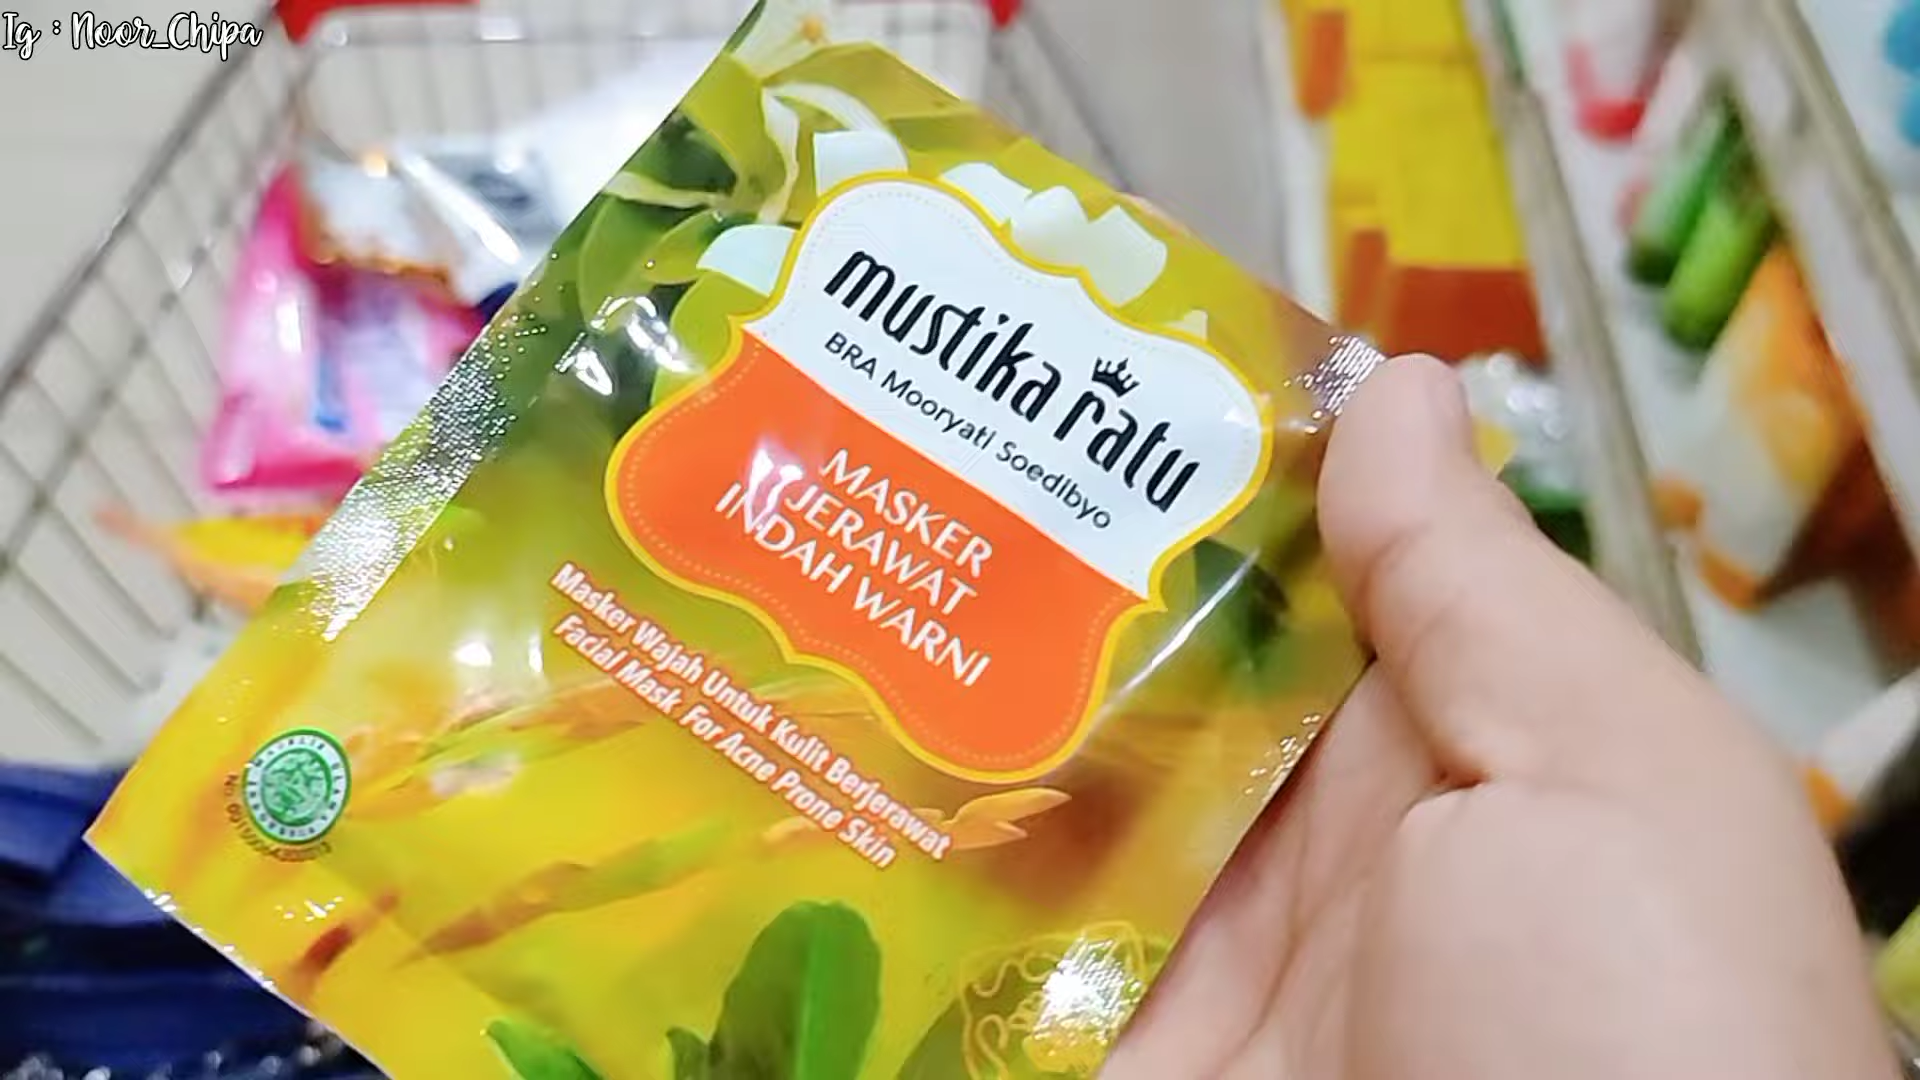 Ig : Noor_Chipa
mustika ratu
BRA Mooryati Soedibyo
MASKER
JERAWAT
INDAH WARNI
Masker Wajah Untuk Kulit Berjerawat
Facial Mask For Acne Prone Skin